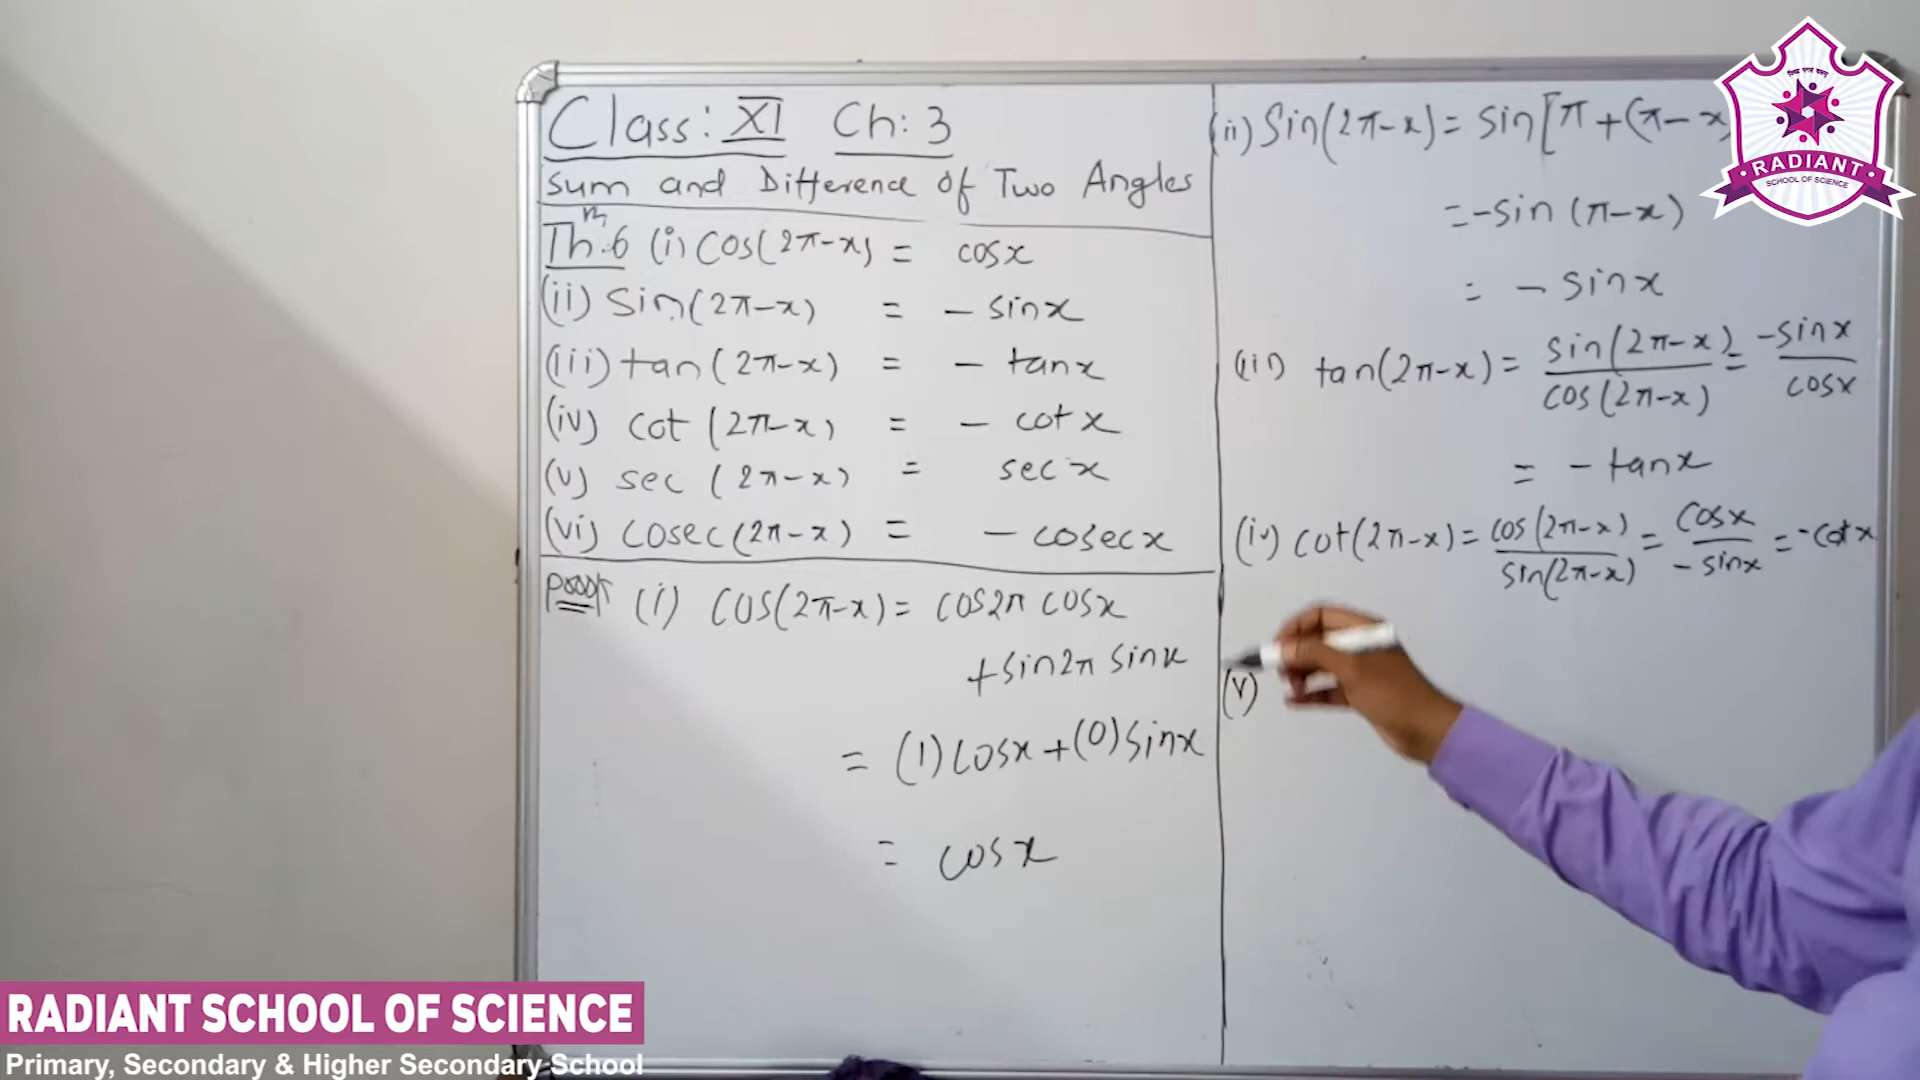 Class: XI Ch: 3
Sum and Difference of Two Angles
Thm. 6 (i) Cos(2π-x) = cosx
(ii) Sin(2π-x) = - sinx
(iii) tan(2π-x) = - tanx
(iv) cot (2π-x) = - cotx
(v) sec (2π-x) = secx
(vi) cosec(2π-x) = - cosecx
Proof (i) COS(2π-x) = COS2π COSx
+ sin2π sinx
= (1) cosx + (0) sinx
= cosx
(ii) Sin(2π-x) = Sin[π + (π-x)
= -sin (π-x)
= - sinx
(iii) tan(2π-x) = sin(2π-x)/cos(2π-x) = -sinx/cosx
= - tanx
(iv) cot(2π-x) = cos(2π-x)/sin(2π-x) = cosx/-sinx = -cotx
(v)
RADIANT
SCHOOL OF SCIENCE
RADIANT SCHOOL OF SCIENCE
Primary, Secondary & Higher Secondary School